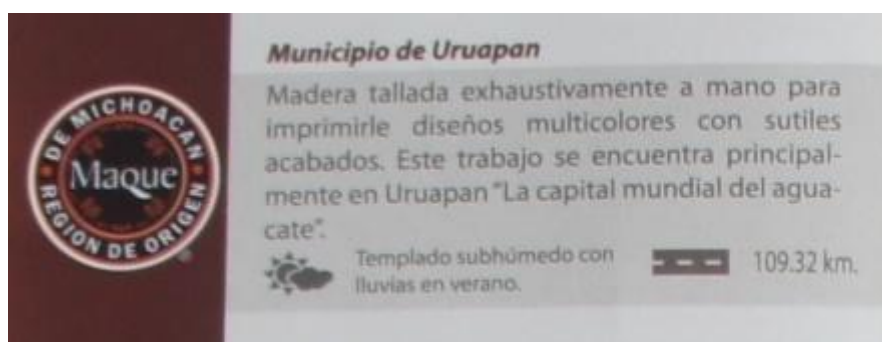 DE MICHOACAN
Maque
REGION DE ORIGEN
Municipio de Uruapan
Madera tallada exhaustivamente a mano para
imprimirle diseños multicolores con sutiles
acabados. Este trabajo se encuentra principal-
mente en Uruapan "La capital mundial del agua-
cate".
Templado subhúmedo con
lluvias en verano.
109.32 km.